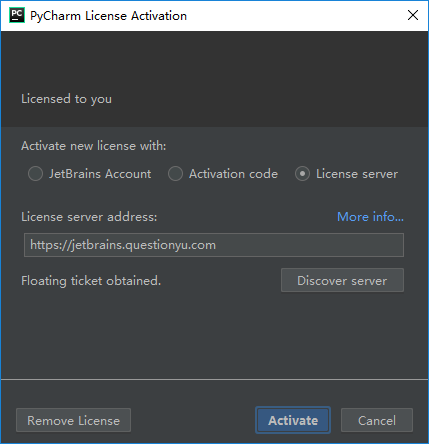 PC PyCharm License Activation
Licensed to you
Activate new license with:
JetBrains Account Activation code License server
License server address: More info...
https://jetbrains.questionyu.com
Floating ticket obtained. Discover server
Remove License Activate Cancel